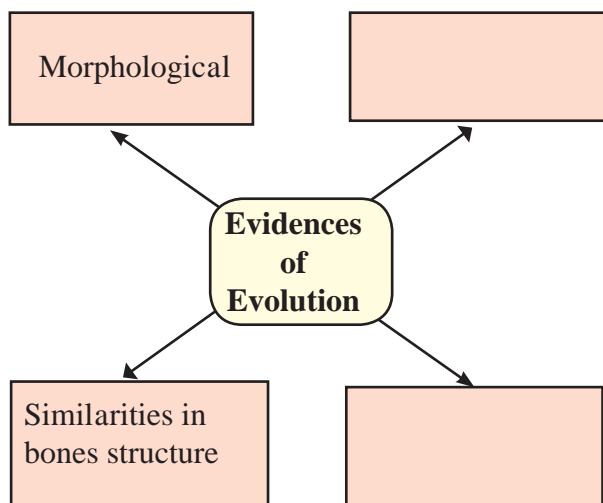 Morphological
Evidences
of
Evolution
Similarities in
bones structure